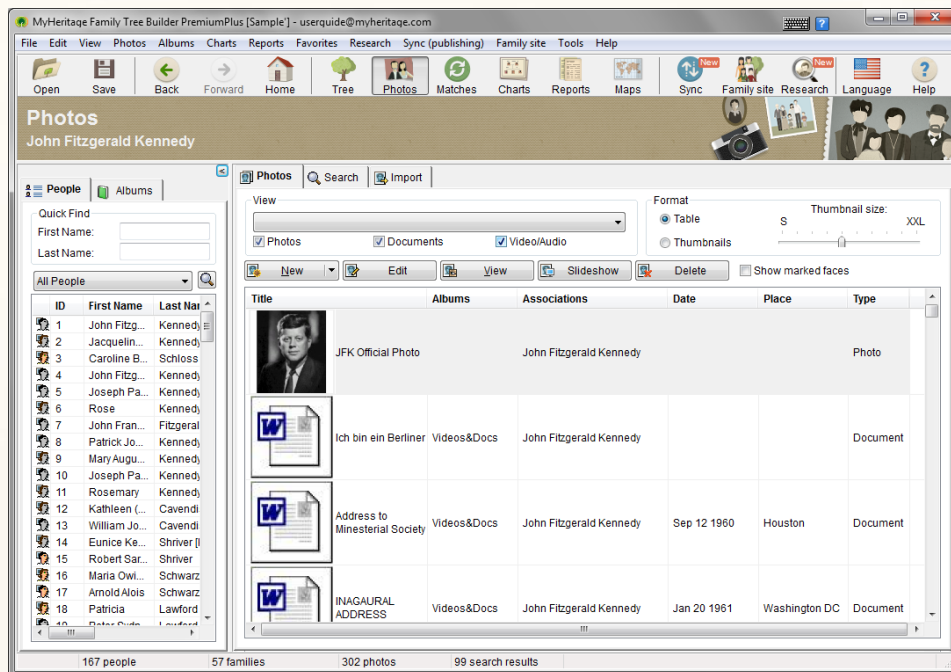 MyHeritage Family Tree Builder PremiumPlus [Sample'] - userquide@myheritage.com
File Edit View Photos Albums Charts Reports Favorites Research Sync (publishing) Family site Tools Help
New New
Open Save Back Forward Home Tree Photos Matches Charts Reports Maps Sync Family site Research Language Help
Photos
John Fitzgerald Kennedy
People Albums
Quick Find
First Name:
Last Name:
All People
ID First Name Last Nar
1 John Fitzg... Kennedy
2 Jacquelin... Kennedy
3 Caroline B... Schloss
4 John Fitzg... Kennedy
5 Joseph Pa... Kennedy
6 Rose Kennedy
7 John Fran... Fitzgeral
8 Patrick Jo... Kennedy
9 Mary Augu... Kennedy
10 Joseph Pa... Kennedy
11 Rosemary Kennedy
12 Kathleen (... Cavendi
13 William Jo... Cavendi
14 Eunice Ke... Shriver [
15 Robert Sar... Shriver
16 Maria Owi... Schwarz
17 Arnold Alois Schwarz
18 Patricia Lawford
19 Peter Sydn... Lawford
Photos Search Import
View
Photos Documents Video/Audio
Format
Table
Thumbnails
Thumbnail size:
S XXL
New Edit View Slideshow Delete Show marked faces
Title Albums Associations Date Place Type
JFK Official Photo John Fitzgerald Kennedy Photo
W
Ich bin ein Berliner Videos&Docs John Fitzgerald Kennedy Document
W
Address to
Minesterial Society Videos&Docs John Fitzgerald Kennedy Sep 12 1960 Houston Document
W
INAGAURAL
ADDRESS Videos&Docs John Fitzgerald Kennedy Jan 20 1961 Washington DC Document
167 people 57 families 302 photos 99 search results